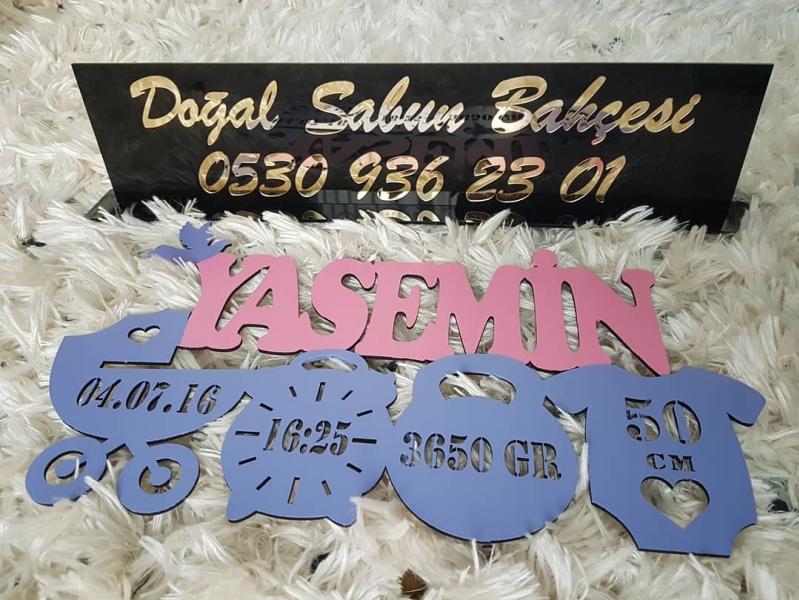 Doğal Sabun Bahçesi
0530 936 23 01
YASEMİN
04.07.16
16:25
3650 GR
50
CM